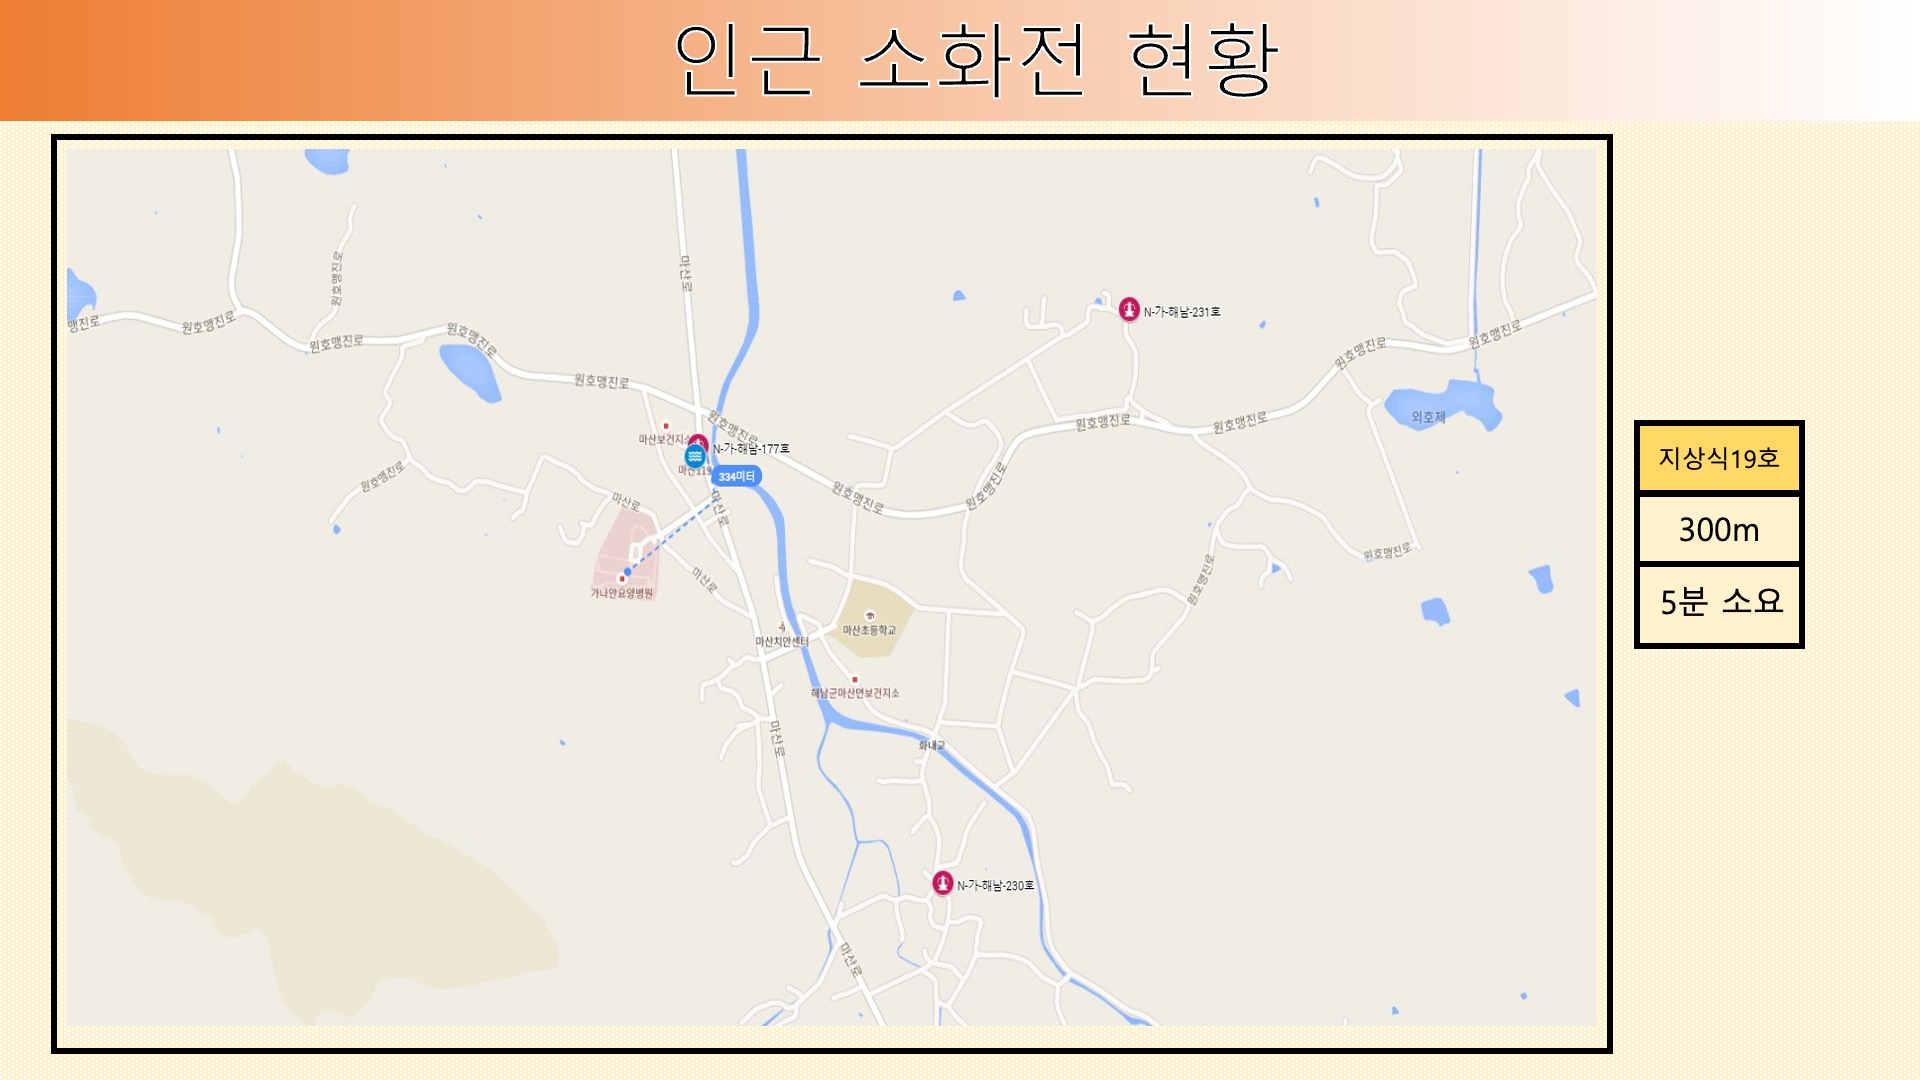 인근 소화전 현황
마산로
원호맹진로
N-가-해남-231호
맹진로
원호맹진로
원호맹진로
원호맹진로
원호맹진로
원호맹진로
원호맹진로
원호맹진로
원호맹진로
원호맹진로
외호제
마산보건지소
N-가-해남-177호
마산119
334미터
원호맹진로
마산로
마산로
원호맹진로
원호맹진로
원호맹진로
마산로
원호맹진로
가나안요양병원
마산치안센터
마산초등학교
해남군마산면보건지소
마산로
화내교
N-가-해남-230호
마산로
지상식19호
300m
5분 소요